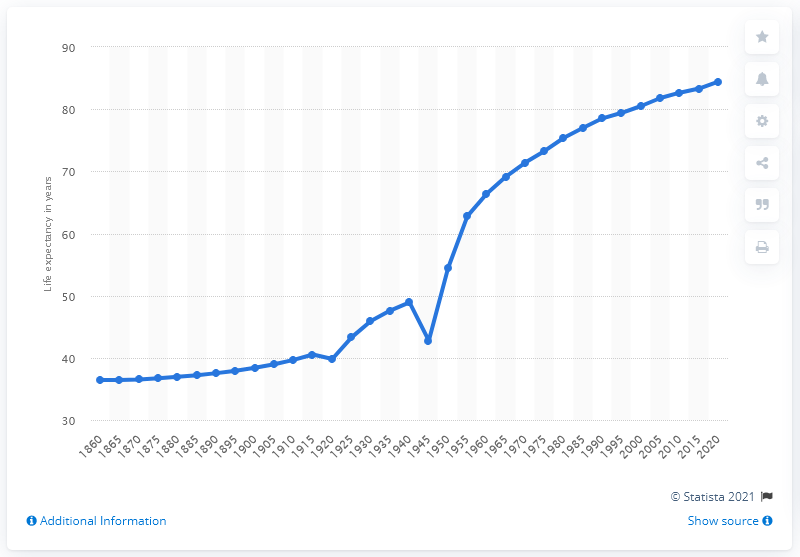 90
80
70
60
50
40
30
Life expectancy in years
1860 1865 1870 1875 1880 1885 1890 1895 1900 1905 1910 1915 1920 1925 1930 1935 1940 1945 1950 1955 1960 1965 1970 1975 1980 1985 1990 1995 2000 2005 2010 2015 2020
© Statista 2021
Additional Information
Show source